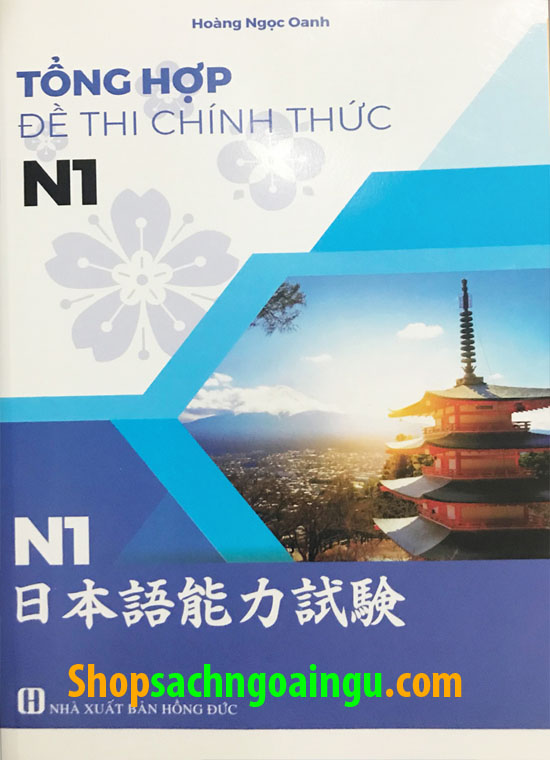 Hoàng Ngọc Oanh
TỔNG HỢP
ĐỀ THI CHÍNH THỨC
N1
N1
日本語能力試験
Shopsachngoaingu.com
H NHÀ XUẤT BẢN HỒNG ĐỨC